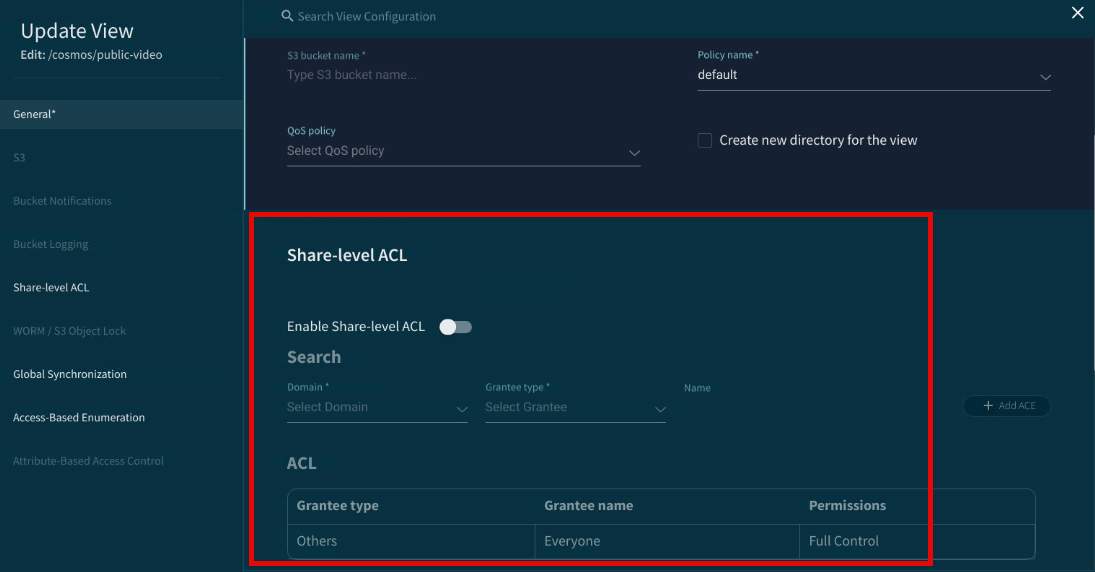 Update View
Edit: /cosmos/public-video
General*
S3
Bucket Notifications
Bucket Logging
Share-level ACL
WORM / S3 Object Lock
Global Synchronization
Access-Based Enumeration
Attribute-Based Access Control
Search View Configuration
S3 bucket name *
Type S3 bucket name...
Policy name *
default
QoS policy
Select QoS policy
Create new directory for the view
Share-level ACL
Enable Share-level ACL
Search
Domain * Grantee type * Name
Select Domain Select Grantee
+ Add ACE
ACL
Grantee type Grantee name Permissions
Others Everyone Full Control